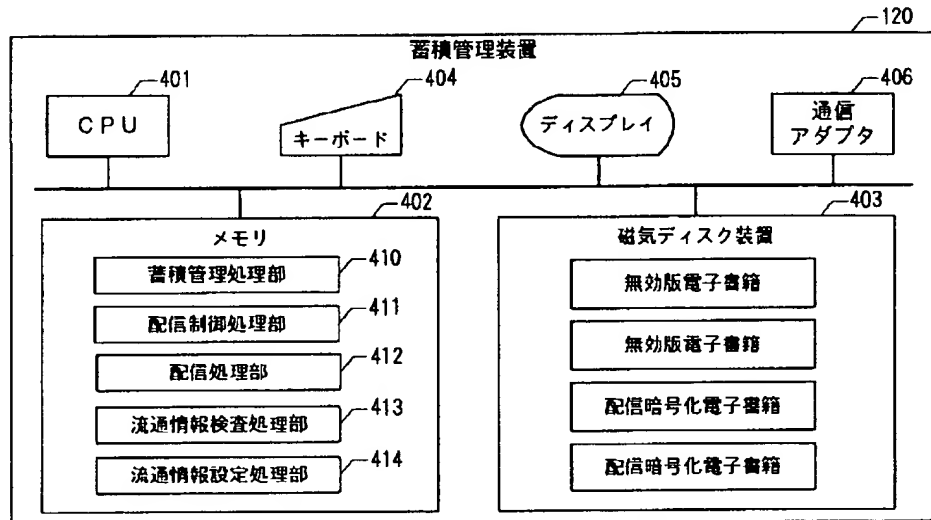 120
蓄積管理装置
401
CPU
404
キーボード
405
ディスプレイ
406
通信
アダプタ
402
メモリ
蓄積管理処理部
410
配信制御処理部
411
配信処理部
412
流通情報検査処理部
413
流通情報設定処理部
414
403
磁気ディスク装置
無効版電子書籍
無効版電子書籍
配信暗号化電子書籍
配信暗号化電子書籍